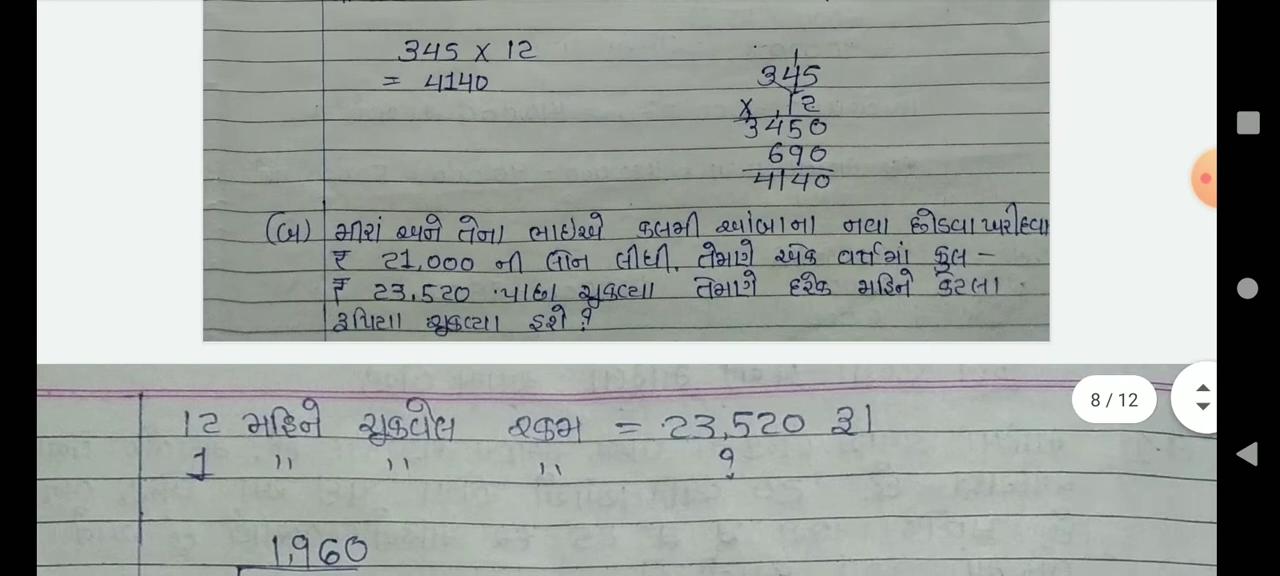 345 x 12
= 4140
345
x 12
3450
690
4140
(બ) મીરાં અને તેના ભાઇએ કલમી આંબાના નવા છોડવા ખરીદવા
₹ 21,000 ની લોન લીધી. તેમણે એક વર્ષમાં કુલ -
₹ 23,520 પાછા ચુકવ્યા તેમણે દરેક મહિને કેટલા
રૂપિયા ચુકવ્યા હશે ?
8 / 12
12 મહિને ચુકવેલ રકમ = 23,520 રૂા
1 " " " ?
1,960